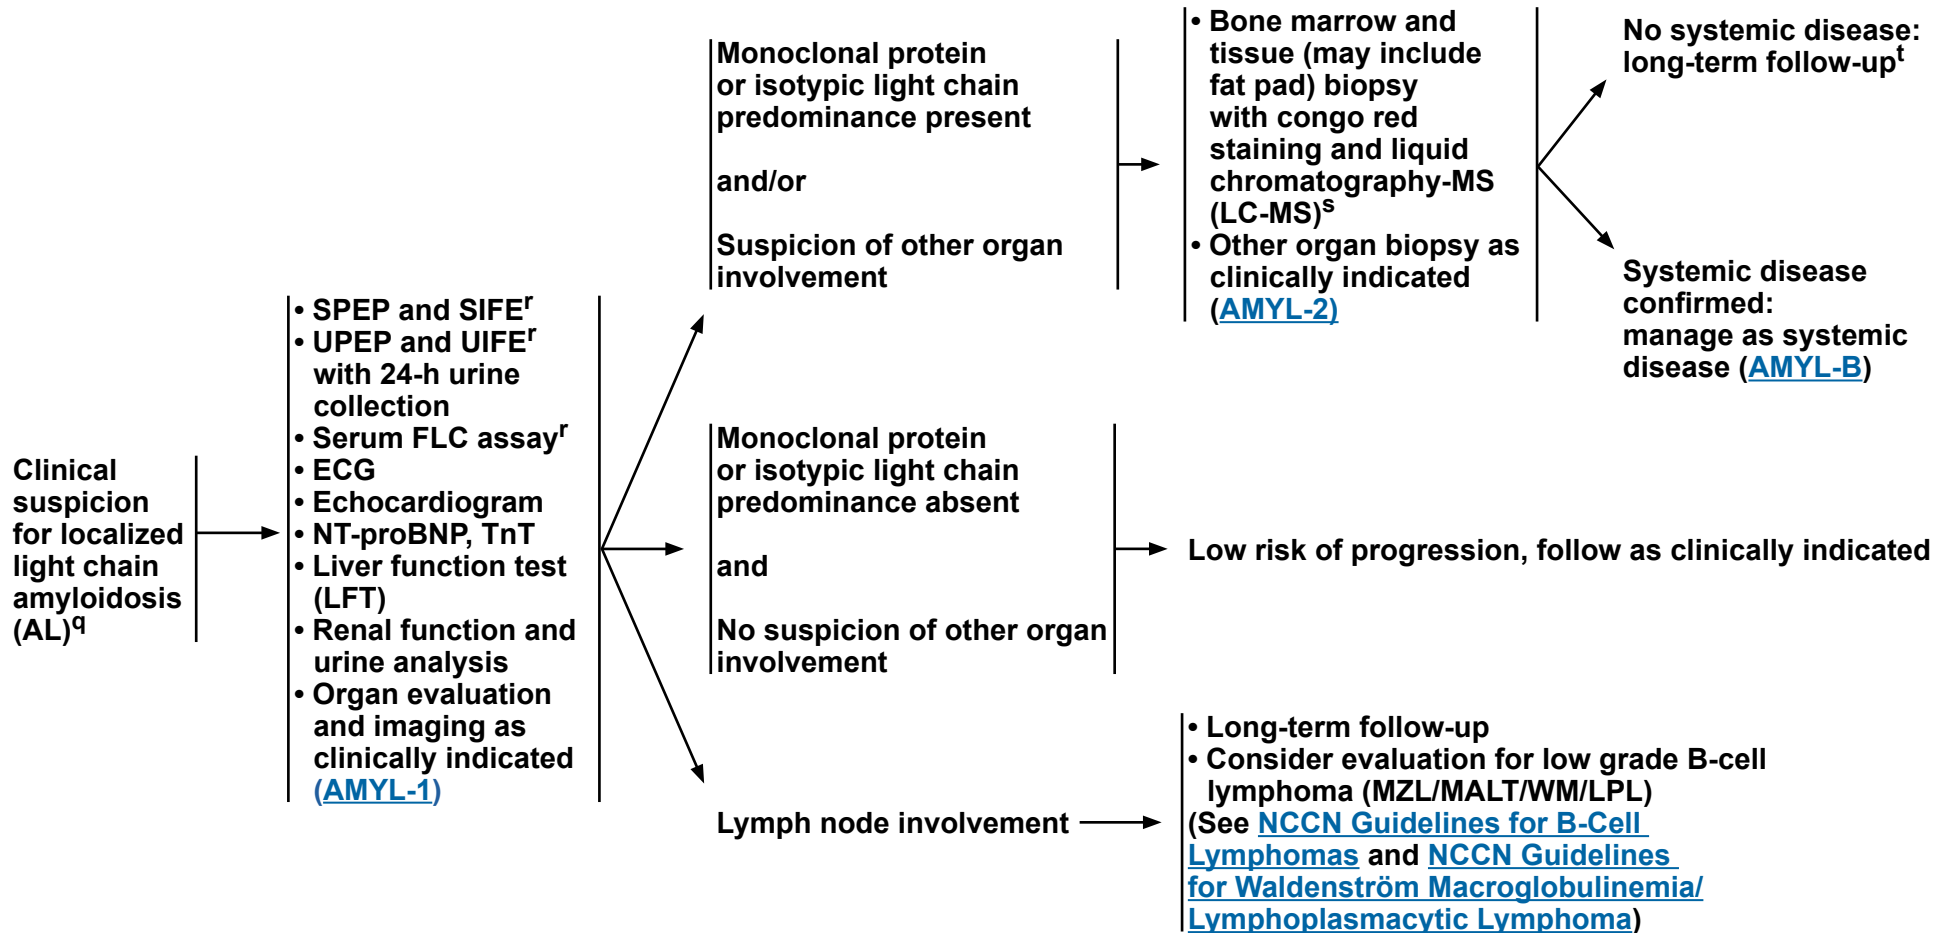 Clinical
suspicion
for localized
light chain
amyloidosis
(AL)q
• SPEP and SIFEr
• UPEP and UIFEr
with 24-h urine
collection
• Serum FLC assayr
• ECG
• Echocardiogram
• NT-proBNP, TnT
• Liver function test
(LFT)
• Renal function and
urine analysis
• Organ evaluation
and imaging as
clinically indicated
(AMYL-1)
Monoclonal protein
or isotypic light chain
predominance present
and/or
Suspicion of other organ
involvement
• Bone marrow and
tissue (may include
fat pad) biopsy
with congo red
staining and liquid
chromatography-MS
(LC-MS)s
• Other organ biopsy as
clinically indicated
(AMYL-2)
No systemic disease:
long-term follow-upt
Systemic disease
confirmed:
manage as systemic
disease (AMYL-B)
Monoclonal protein
or isotypic light chain
predominance absent
and
No suspicion of other organ
involvement
Low risk of progression, follow as clinically indicated
Lymph node involvement
• Long-term follow-up
• Consider evaluation for low grade B-cell
lymphoma (MZL/MALT/WM/LPL)
(See NCCN Guidelines for B-Cell
Lymphomas and NCCN Guidelines
for Waldenström Macroglobulinemia/
Lymphoplasmacytic Lymphoma)